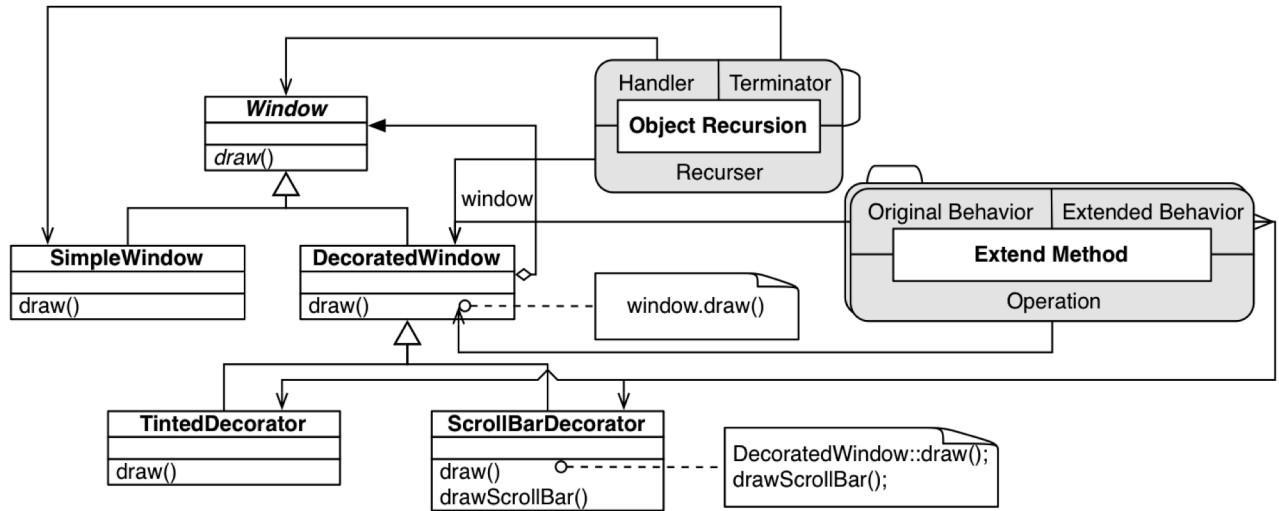 Handler
Terminator
Object Recursion
Recurser
Window
draw()
window
Original Behavior
Extended Behavior
Extend Method
Operation
SimpleWindow
draw()
DecoratedWindow
draw()
window.draw()
TintedDecorator
draw()
ScrollBarDecorator
draw()
drawScrollBar()
DecoratedWindow::draw();
drawScrollBar();